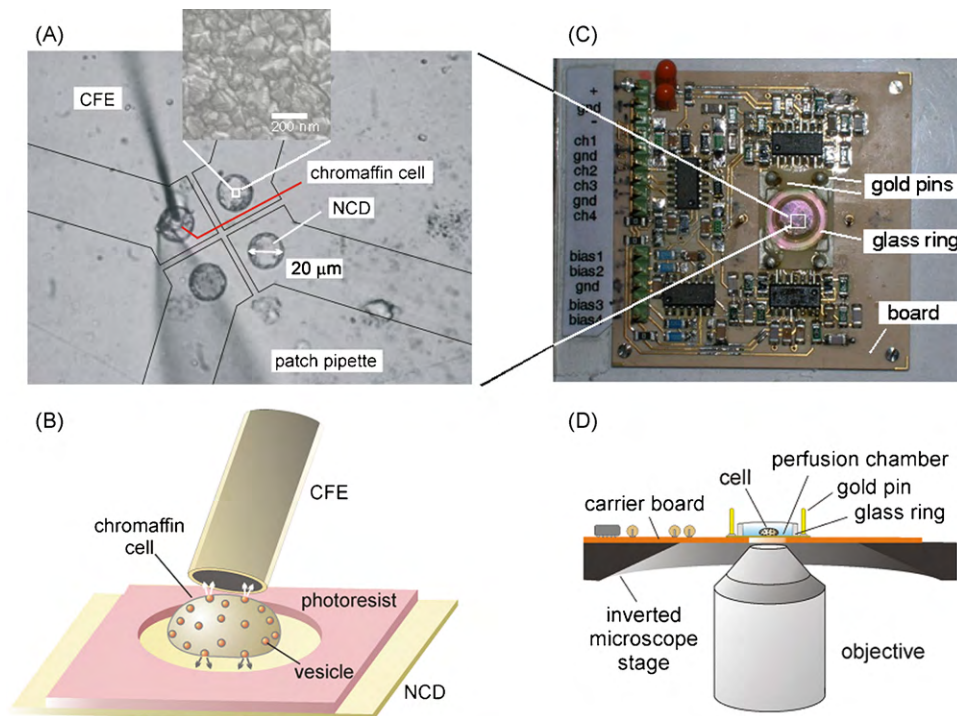 (A)
CFE
200 nm
chromaffin cell
NCD
20 μm
patch pipette
(C)
+
gnd
-
ch1
gnd
ch2
ch3
gnd
ch4
bias1
bias2
gnd
bias3
bias4
gold pins
glass ring
board
(B)
CFE
chromaffin
cell
photoresist
vesicle
NCD
(D)
perfusion chamber
cell
gold pin
carrier board
glass ring
inverted
microscope
stage
objective